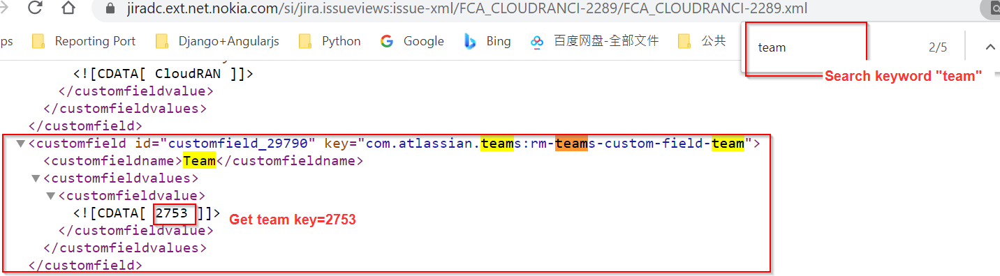 jiradc.ext.net.nokia.com/si/jira.issueviews:issue-xml/FCA_CLOUDRANCI-2289/FCA_CLOUDRANCI-2289.xml
ps Reporting Port Django+Angularjs Python Google Bing 百度网盘-全部文件 公共
team 2/5
Search keyword "team"
<![CDATA[ CloudRAN ]]>
</customfieldvalue>
</customfieldvalues>
</customfield>
▼<customfield id="customfield_29790" key="com.atlassian.teams:rm-teams-custom-field-team">
<customfieldname>Team</customfieldname>
▼<customfieldvalues>
▼<customfieldvalue>
<![CDATA[ 2753 ]]>
Get team key=2753
</customfieldvalue>
</customfieldvalues>
</customfield>